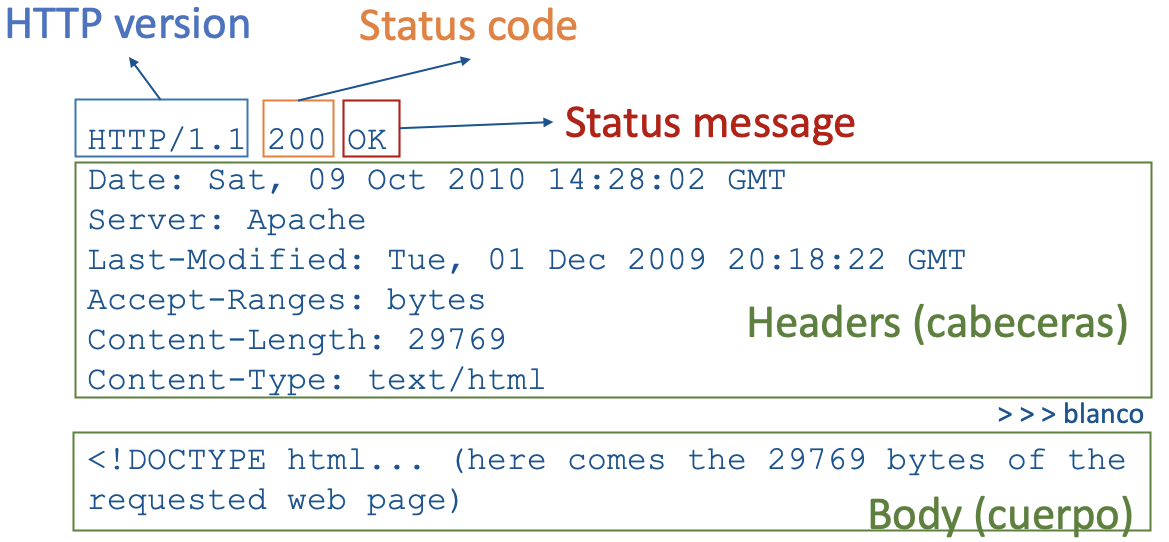 HTTP version
Status code
HTTP/1.1 200 OK
Status message
Date: Sat, 09 Oct 2010 14:28:02 GMT
Server: Apache
Last-Modified: Tue, 01 Dec 2009 20:18:22 GMT
Accept-Ranges: bytes
Content-Length: 29769
Content-Type: text/html
Headers (cabeceras)
> > > blanco
<!DOCTYPE html... (here comes the 29769 bytes of the
requested web page)
Body (cuerpo)